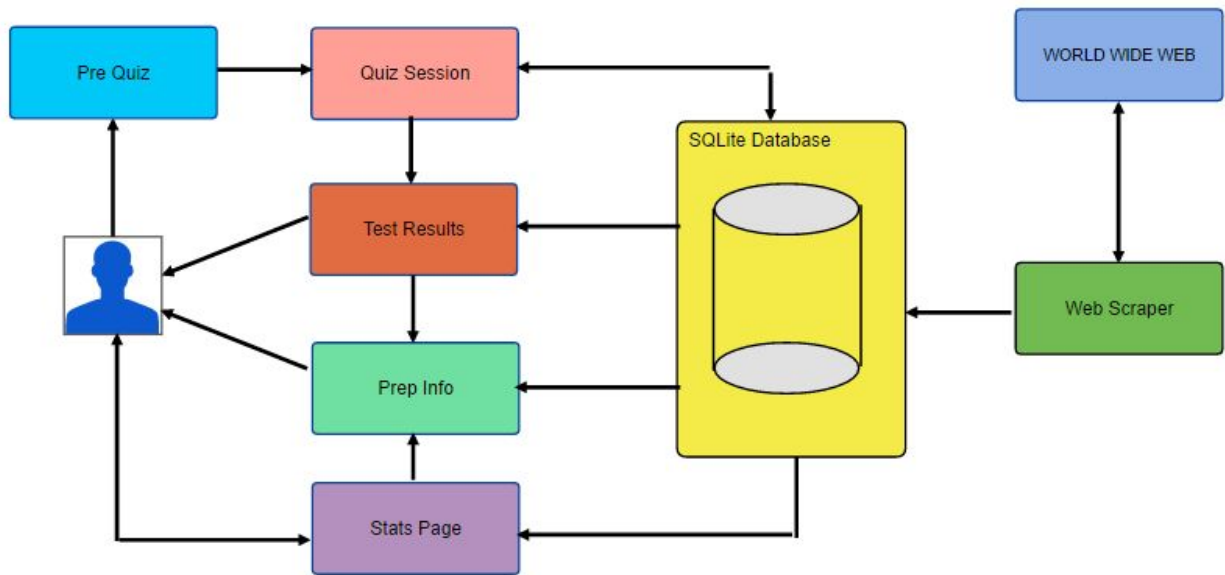 Pre Quiz
Quiz Session
WORLD WIDE WEB
SQLite Database
Test Results
Web Scraper
Prep Info
Stats Page